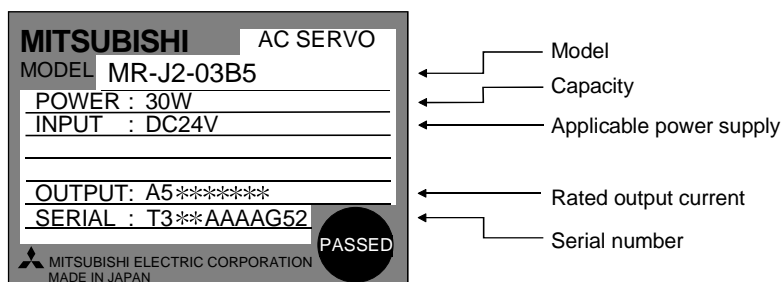 MITSUBISHI AC SERVO
MODEL MR-J2-03B5
POWER : 30W
INPUT : DC24V
OUTPUT: A5*******
SERIAL : T3**AAAAG52
PASSED
MITSUBISHI ELECTRIC CORPORATION
MADE IN JAPAN
Model
Capacity
Applicable power supply
Rated output current
Serial number